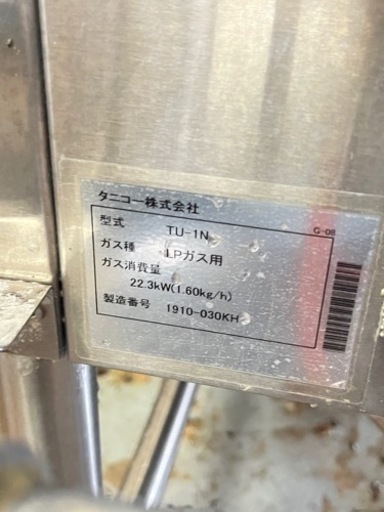 タニコー株式会社
型式 TU-1N G-08
ガス種 LPガス用
ガス消費量
22.3kW(1.60kg/h)
製造番号 1910-030KH